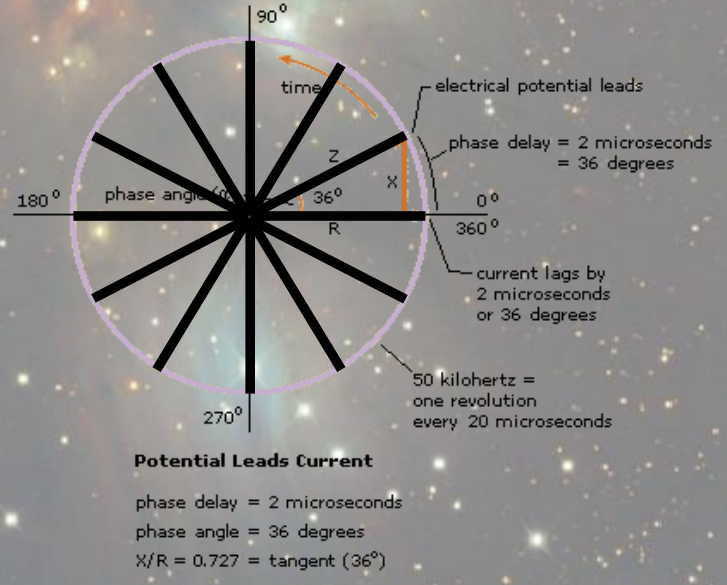 90°
time
electrical potential leads
phase delay = 2 microseconds
= 36 degrees
Z
X
phase angle
36°
180°
0°
R
360°
current lags by
2 microseconds
or 36 degrees
50 kilohertz =
one revolution
every 20 microseconds
270°
Potential Leads Current
phase delay = 2 microseconds
phase angle = 36 degrees
X/R = 0.727 = tangent (36°)